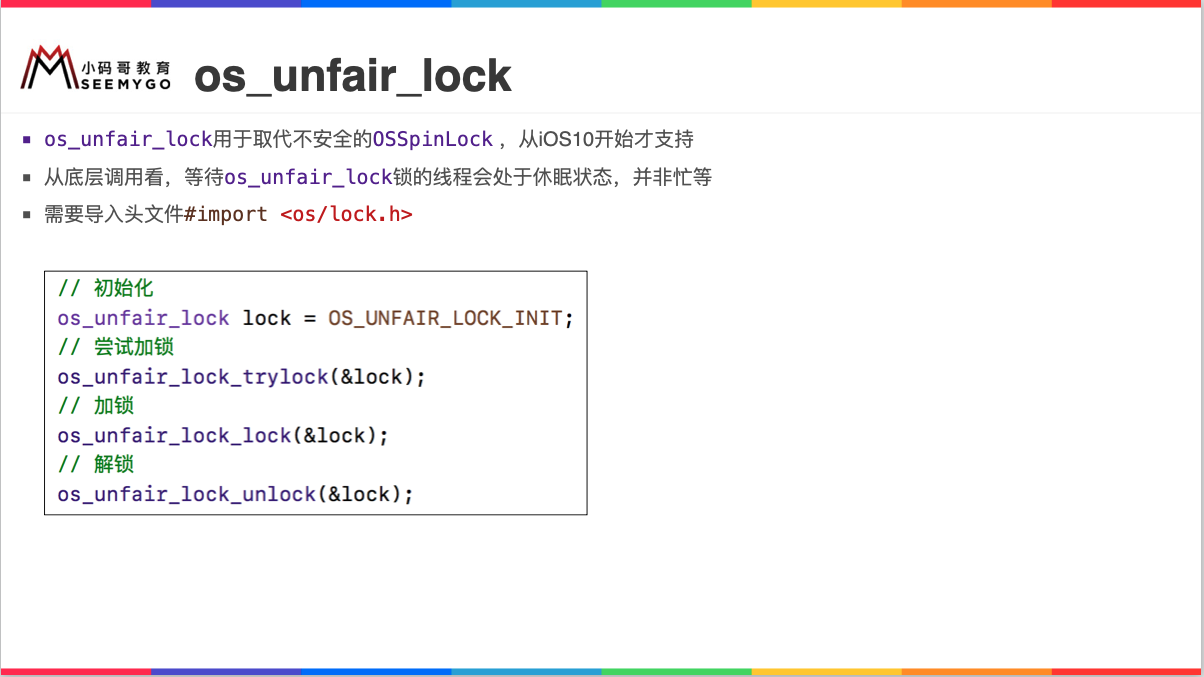 小码哥教育
SEEMYGO
os_unfair_lock
os_unfair_lock用于取代不安全的OSSpinLock ，从iOS10开始才支持
从底层调用看，等待os_unfair_lock锁的线程会处于休眠状态，并非忙等
需要导入头文件#import <os/lock.h>
// 初始化
os_unfair_lock lock = OS_UNFAIR_LOCK_INIT;
// 尝试加锁
os_unfair_lock_trylock(&lock);
// 加锁
os_unfair_lock_lock(&lock);
// 解锁
os_unfair_lock_unlock(&lock);